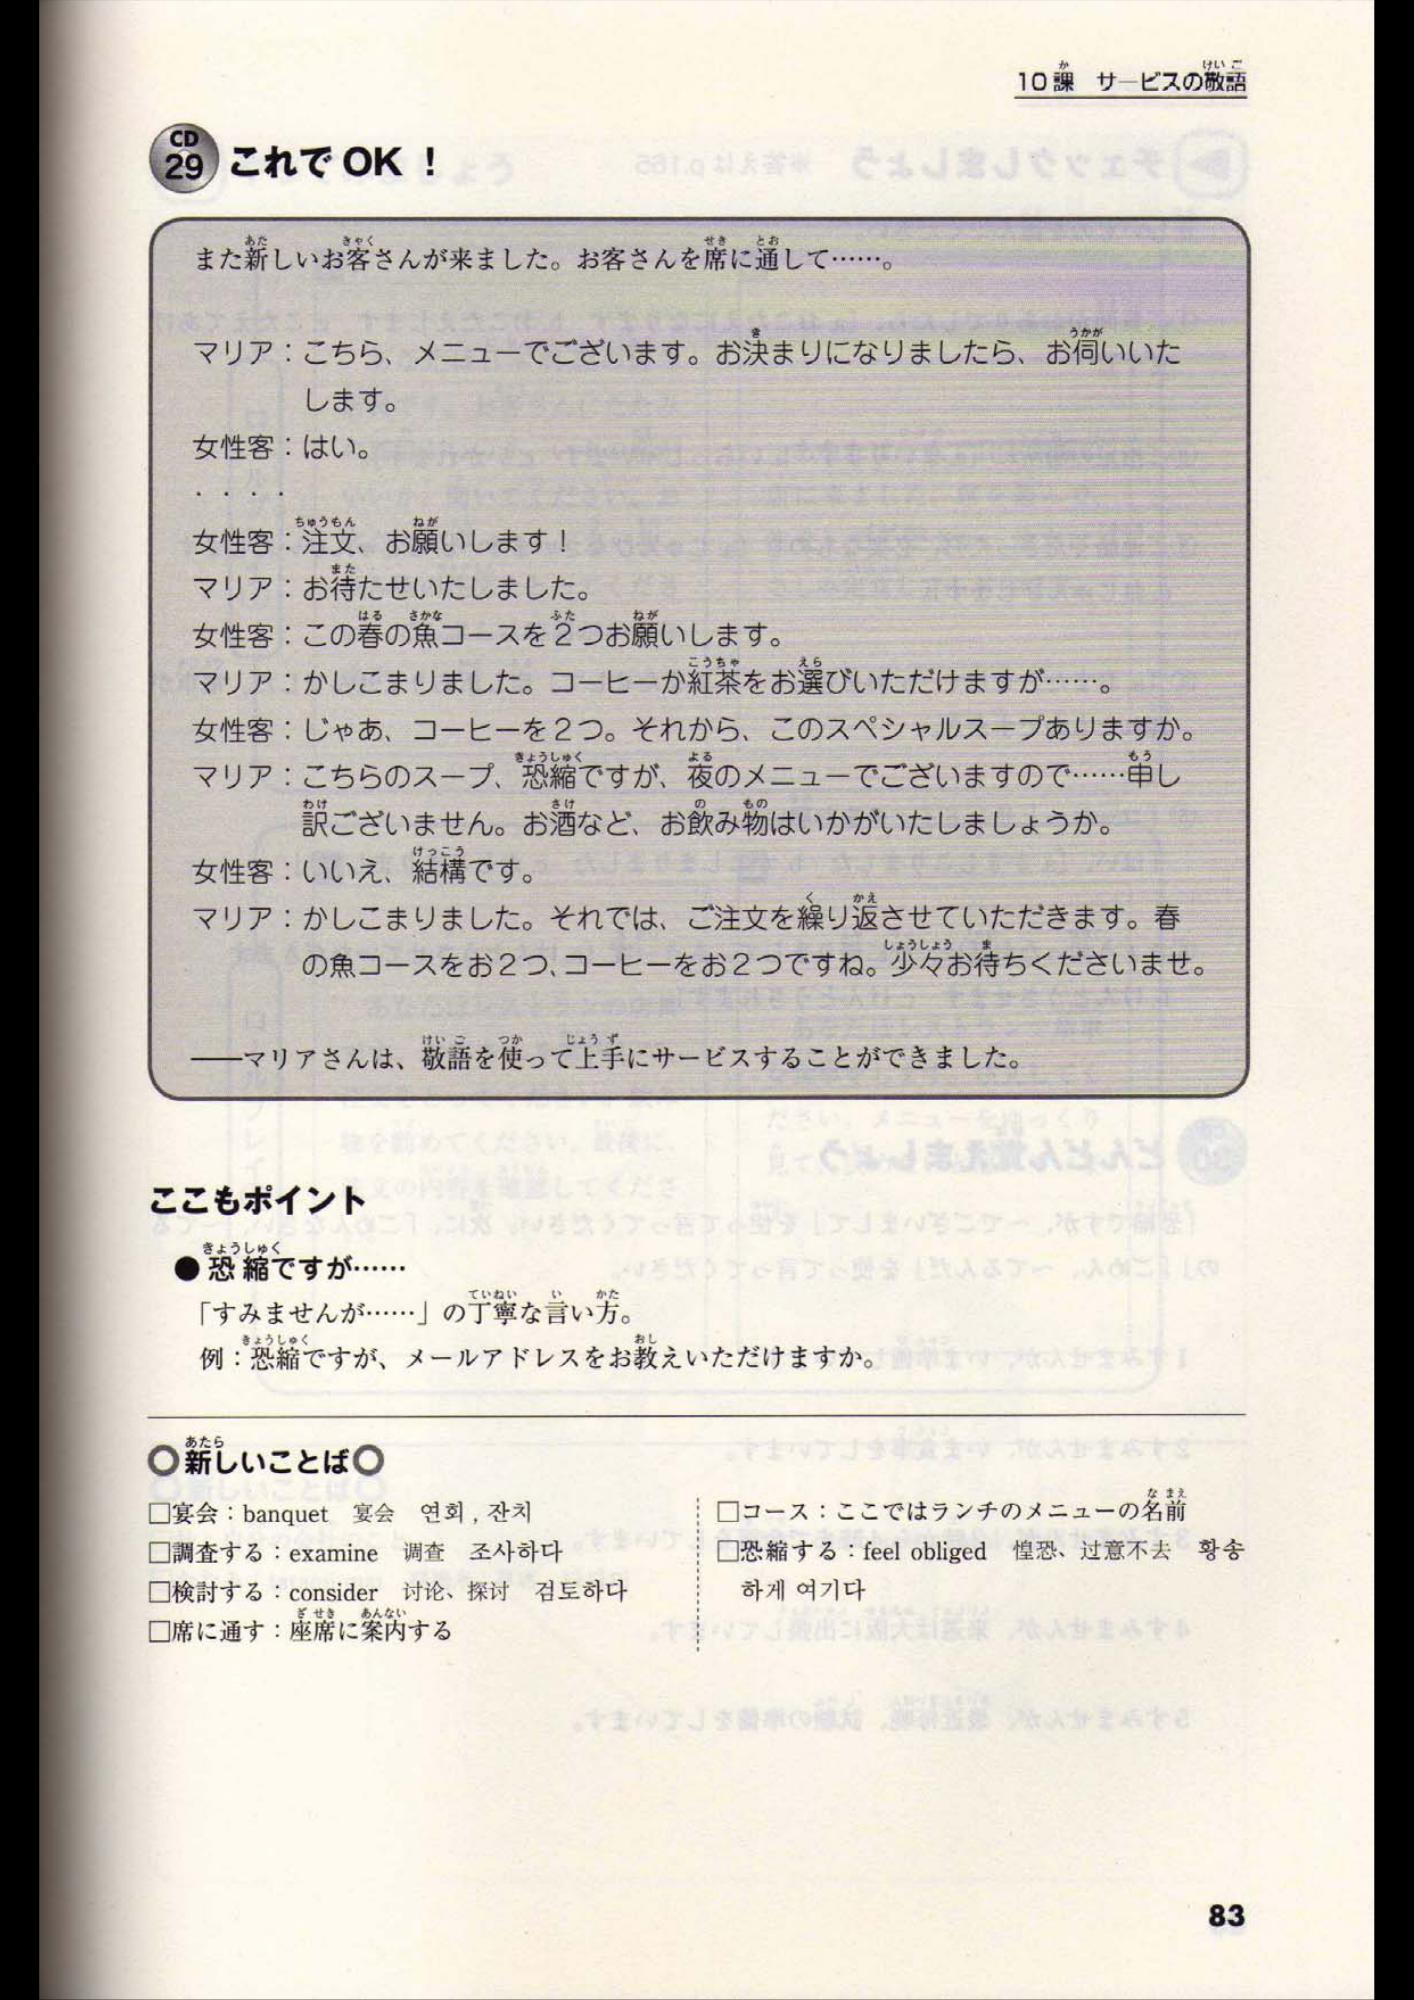 10課　サービスの敬語
CD 29 これで OK ！
また新しいお客さんが来ました。お客さんを席に通して……。
マリア：こちら、メニューでございます。お決まりになりましたら、お伺いいた
します。
女性客：はい。
・・・・
女性客：注文、お願いします！
マリア：お待たせいたしました。
女性客：この春の魚コースを２つお願いします。
マリア：かしこまりました。コーヒーか紅茶をお選びいただけますが……。
女性客：じゃあ、コーヒーを２つ。それから、このスペシャルスープありますか。
マリア：こちらのスープ、恐縮ですが、夜のメニューでございますので……申し
訳ございません。お酒など、お飲み物はいかがいたしましょうか。
女性客：いいえ、結構です。
マリア：かしこまりました。それでは、ご注文を繰り返させていただきます。春
の魚コースをお２つ、コーヒーをお２つですね。少々お待ちくださいませ。
――マリアさんは、敬語を使って上手にサービスすることができました。
ここもポイント
●恐縮ですが……
「すみませんが……」の丁寧な言い方。
例：恐縮ですが、メールアドレスをお教えいただけますか。
○新しいことば○
□宴会：banquet　宴会　연회 , 잔치
□調査する：examine　调查　조사하다
□検討する：consider　讨论、探讨　검토하다
□席に通す：座席に案内する
□コース：ここではランチのメニューの名前
□恐縮する：feel obliged　惶恐、过意不去　황송
하게 여기다
83